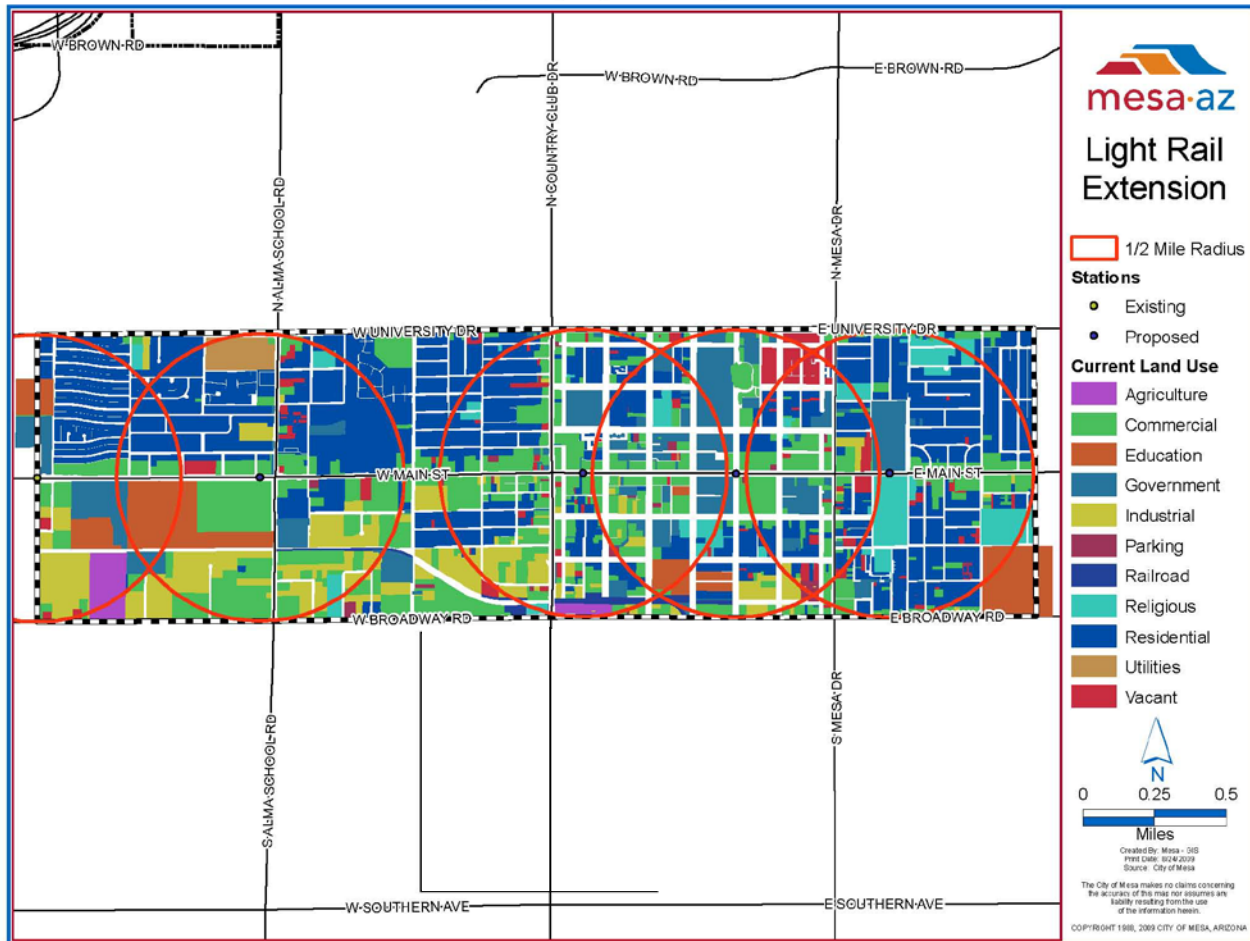 W BROWN RD
N COUNTRY CLUB DR
W BROWN RD
E BROWN RD
N ALMA SCHOOL RD
N MESA DR
W UNIVERSITY DR
E UNIVERSITY DR
W MAIN ST
E MAIN ST
W BROADWAY RD
E BROADWAY RD
S ALMA SCHOOL RD
S MESA DR
W SOUTHERN AVE
E SOUTHERN AVE
mesa·az
Light Rail
Extension
1/2 Mile Radius
Stations
Existing
Proposed
Current Land Use
Agriculture
Commercial
Education
Government
Industrial
Parking
Railroad
Religious
Residential
Utilities
Vacant
N
0 0.25 0.5
Miles
Created By: Mesa - GIS
Print Date: 8/24/2009
Source: City of Mesa
The City of Mesa makes no claims concerning
the accuracy of this map nor assumes any
liability resulting from the use
of the information herein.
COPYRIGHT 1988, 2009 CITY OF MESA, ARIZONA